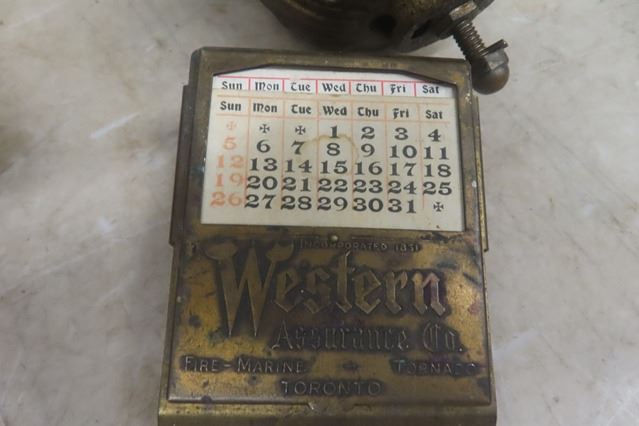 Sun Mon Tue Wed Thu Fri Sat
Sun Mon Tue Wed Thu Fri Sat
1 2 3 4
5 6 7 8 9 10 11
12 13 14 15 16 17 18
19 20 21 22 23 24 25
26 27 28 29 30 31
INCORPORATED 1851
Western
Assurance Co.
FIRE - MARINE - TORNADO
TORONTO